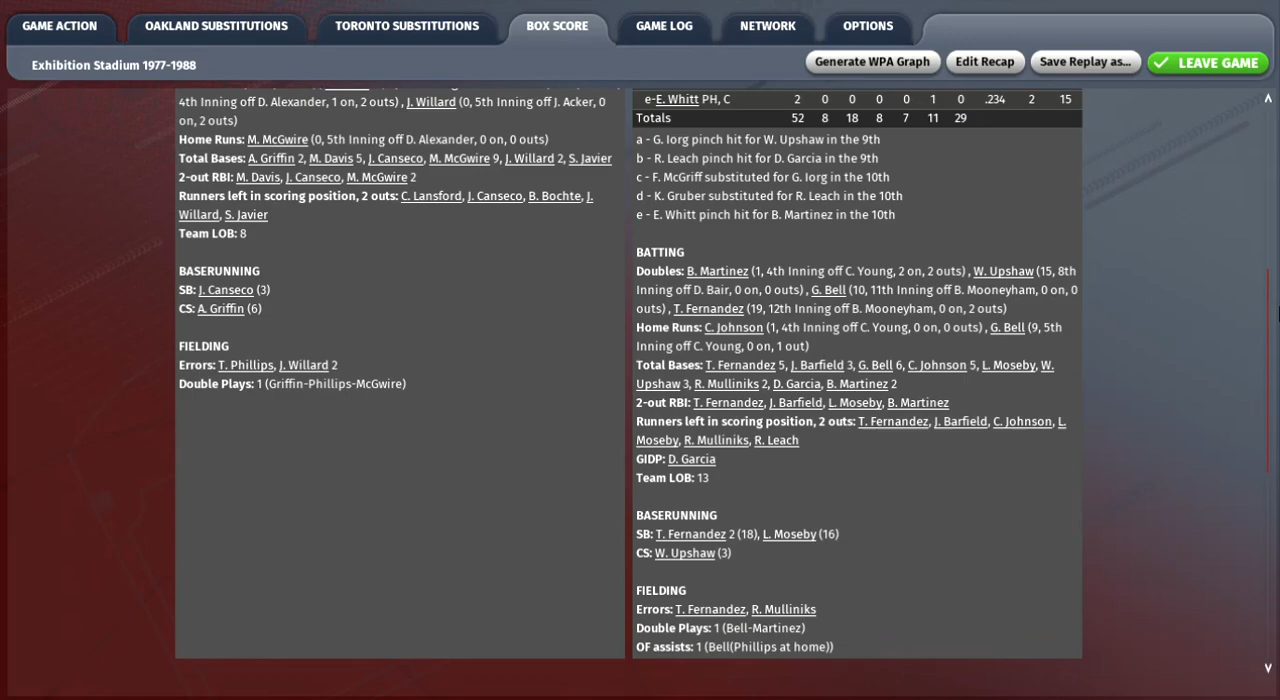 GAME ACTION
OAKLAND SUBSTITUTIONS
TORONTO SUBSTITUTIONS
BOX SCORE
GAME LOG
NETWORK
OPTIONS
Exhibition Stadium 1977-1988
Generate WPA Graph
Edit Recap
Save Replay as...
LEAVE GAME
4th Inning off D. Alexander, 1 on, 2 outs) , J. Willard (0, 5th Inning off J. Acker, 0
on, 2 outs)
Home Runs: M. McGwire (0, 5th Inning off D. Alexander, 0 on, 0 outs)
Total Bases: A. Griffin 2, M. Davis 5, J. Canseco, M. McGwire 9, J. Willard 2, S. Javier
2-out RBI: M. Davis, J. Canseco, M. McGwire 2
Runners left in scoring position, 2 outs: C. Lansford, J. Canseco, B. Bochte, J.
Willard, S. Javier
Team LOB: 8
BASERUNNING
SB: J. Canseco (3)
CS: A. Griffin (6)
FIELDING
Errors: T. Phillips, J. Willard 2
Double Plays: 1 (Griffin-Phillips-McGwire)
e-E. Whitt PH, C 2 0 0 0 0 1 0 .234 2 15
Totals 52 8 18 8 7 11 29
a - G. Iorg pinch hit for W. Upshaw in the 9th
b - R. Leach pinch hit for D. Garcia in the 9th
c - F. McGriff substituted for G. Iorg in the 10th
d - K. Gruber substituted for R. Leach in the 10th
e - E. Whitt pinch hit for B. Martinez in the 10th
BATTING
Doubles: B. Martinez (1, 4th Inning off C. Young, 2 on, 2 outs) , W. Upshaw (15, 8th
Inning off D. Bair, 0 on, 0 outs) , G. Bell (10, 11th Inning off B. Mooneyham, 0 on, 0
outs) , T. Fernandez (19, 12th Inning off B. Mooneyham, 0 on, 2 outs)
Home Runs: C. Johnson (1, 4th Inning off C. Young, 0 on, 0 outs) , G. Bell (9, 5th
Inning off C. Young, 0 on, 1 out)
Total Bases: T. Fernandez 5, J. Barfield 3, G. Bell 6, C. Johnson 5, L. Moseby, W.
Upshaw 3, R. Mulliniks 2, D. Garcia, B. Martinez 2
2-out RBI: T. Fernandez, J. Barfield, L. Moseby, B. Martinez
Runners left in scoring position, 2 outs: T. Fernandez, J. Barfield, C. Johnson, L.
Moseby, R. Mulliniks, R. Leach
GIDP: D. Garcia
Team LOB: 13
BASERUNNING
SB: T. Fernandez 2 (18), L. Moseby (16)
CS: W. Upshaw (3)
FIELDING
Errors: T. Fernandez, R. Mulliniks
Double Plays: 1 (Bell-Martinez)
OF assists: 1 (Bell(Phillips at home))